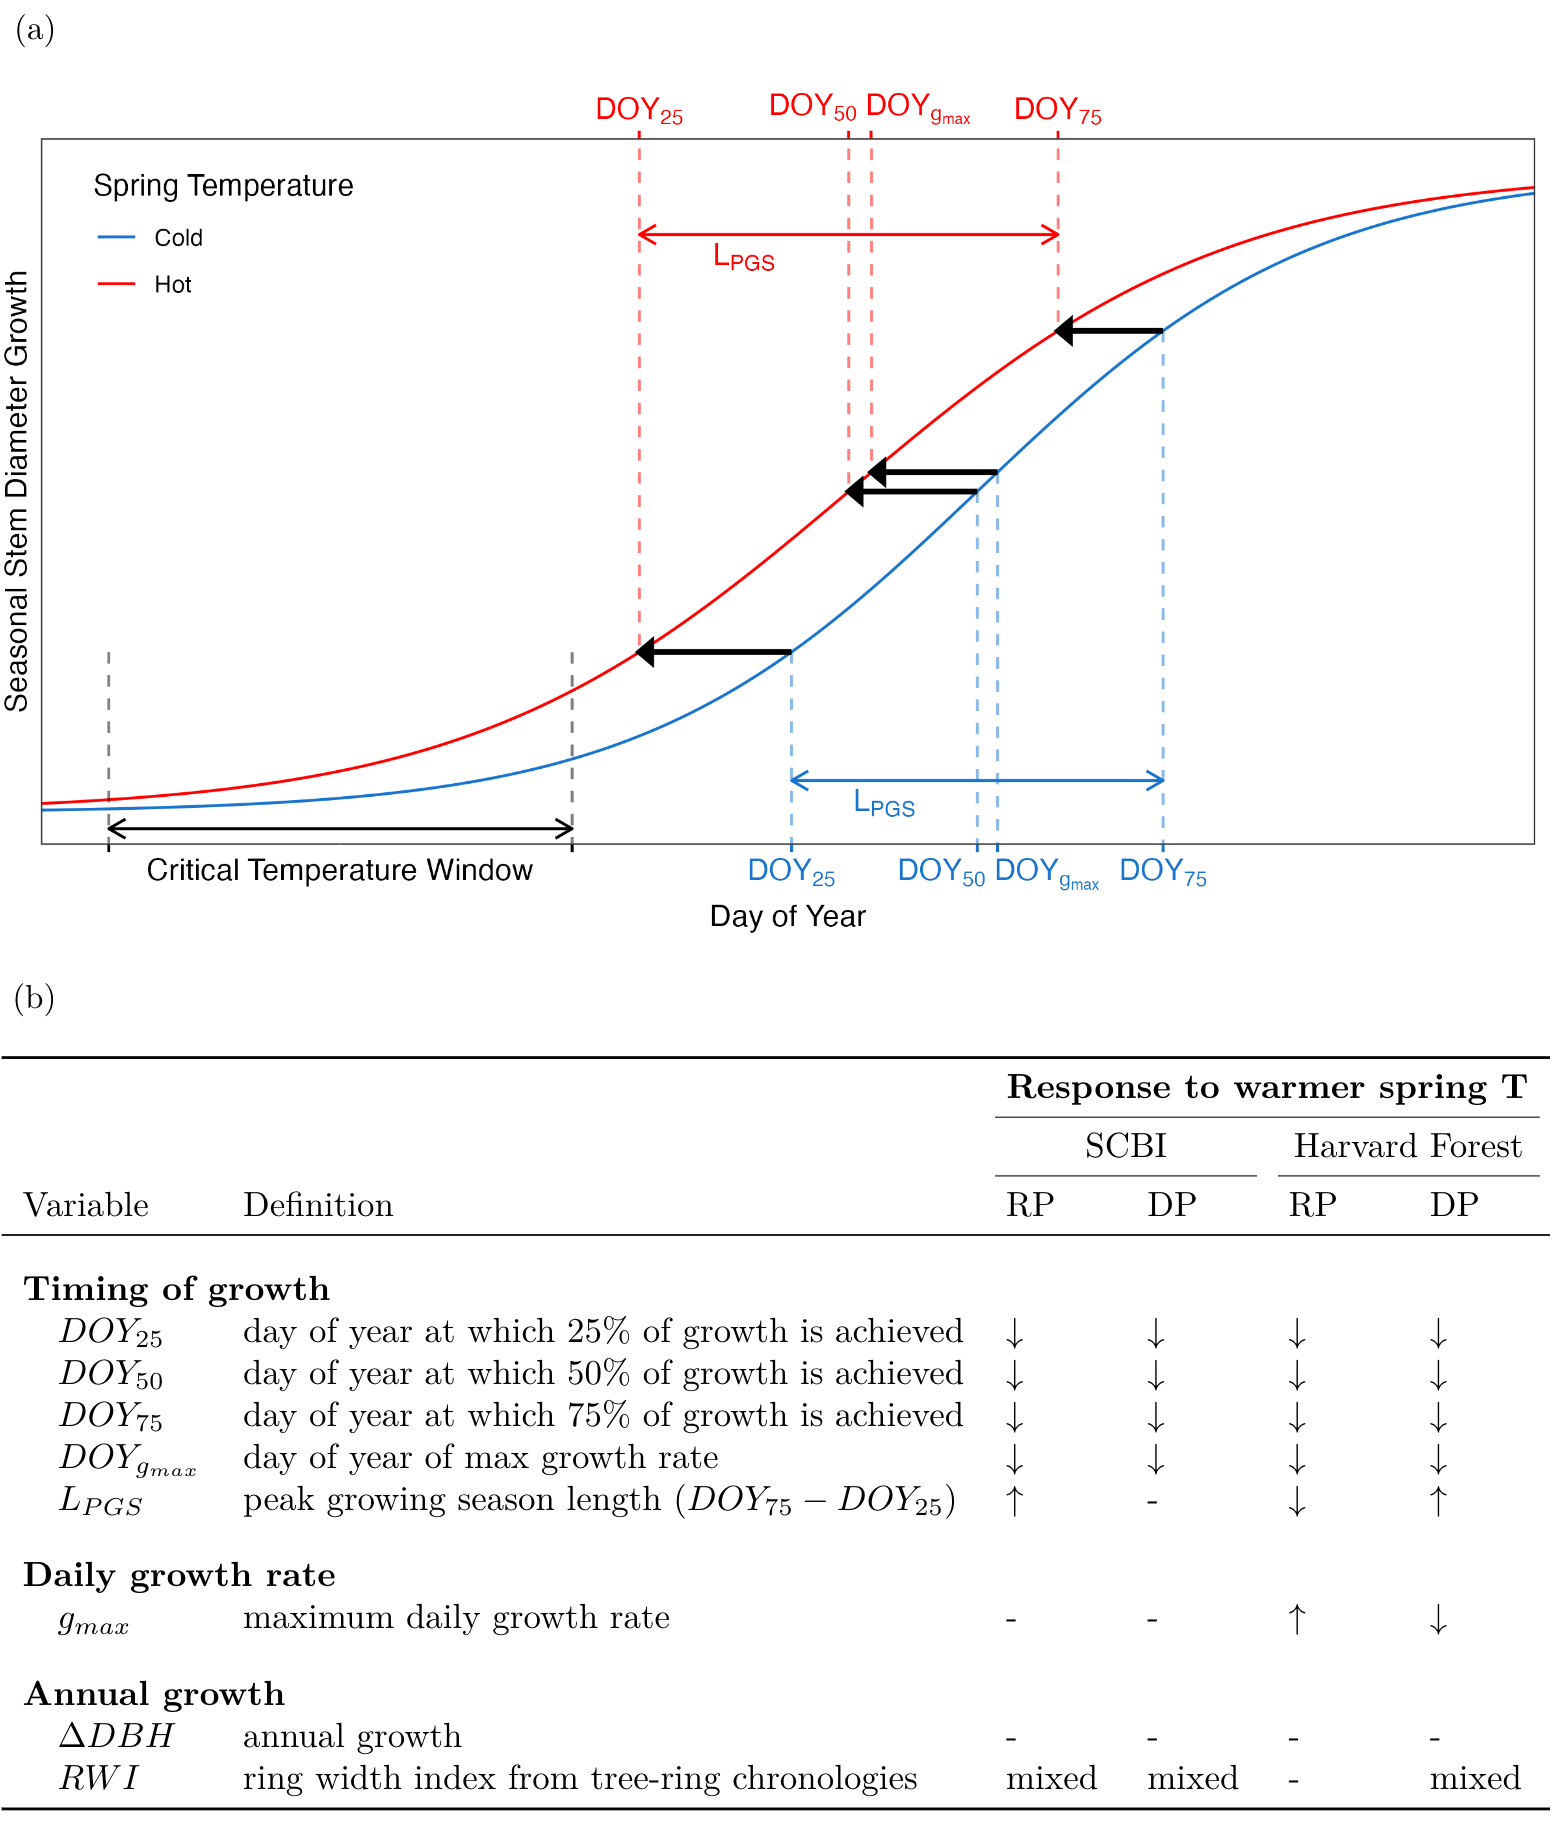 (a)
DOY25 DOY50 DOYgmax DOY75
Spring Temperature
Cold
Hot
LPGS
Seasonal Stem Diameter Growth
LPGS
Critical Temperature Window
DOY25 DOY50 DOYgmax DOY75
Day of Year
(b)
Response to warmer spring T
SCBI Harvard Forest
Variable Definition RP DP RP DP
Timing of growth
DOY25 day of year at which 25% of growth is achieved ↓ ↓ ↓ ↓
DOY50 day of year at which 50% of growth is achieved ↓ ↓ ↓ ↓
DOY75 day of year at which 75% of growth is achieved ↓ ↓ ↓ ↓
DOYgmax day of year of max growth rate ↓ ↓ ↓ ↓
LPGS peak growing season length (DOY75 − DOY25) ↑ - ↓ ↑
Daily growth rate
gmax maximum daily growth rate - - ↑ ↓
Annual growth
ΔDBH annual growth - - - -
RWI ring width index from tree-ring chronologies mixed mixed - mixed